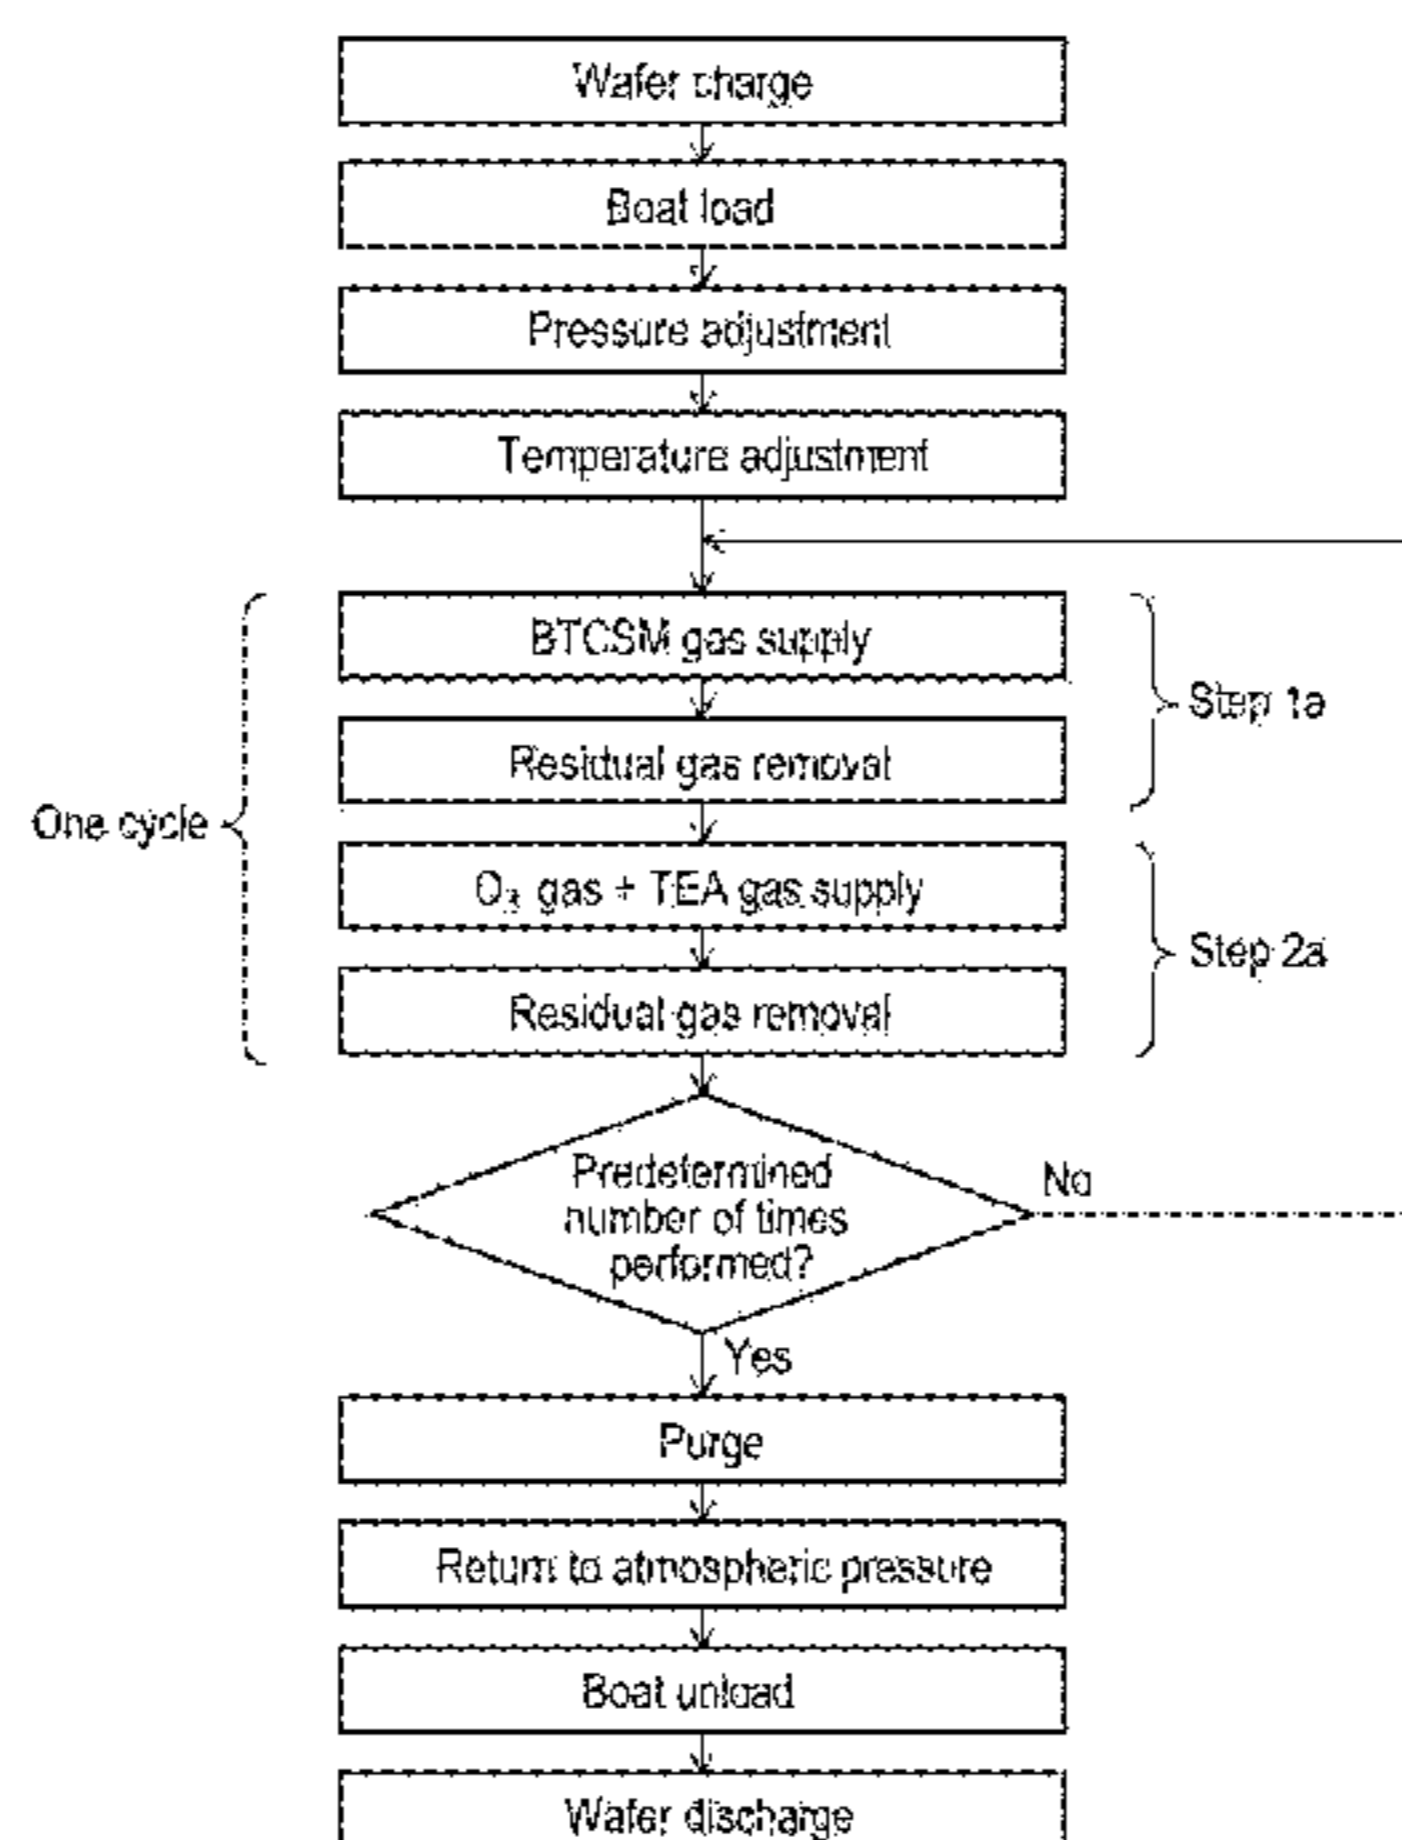 Wafer charge
Boat load
Pressure adjustment
Temperature adjustment
BTCSM gas supply
Step 1a
Residual gas removal
One cycle
O₃ gas + TEA gas supply
Step 2a
Residual gas removal
Predetermined
number of times
performed?
No
Yes
Purge
Return to atmospheric pressure
Boat unload
Wafer discharge